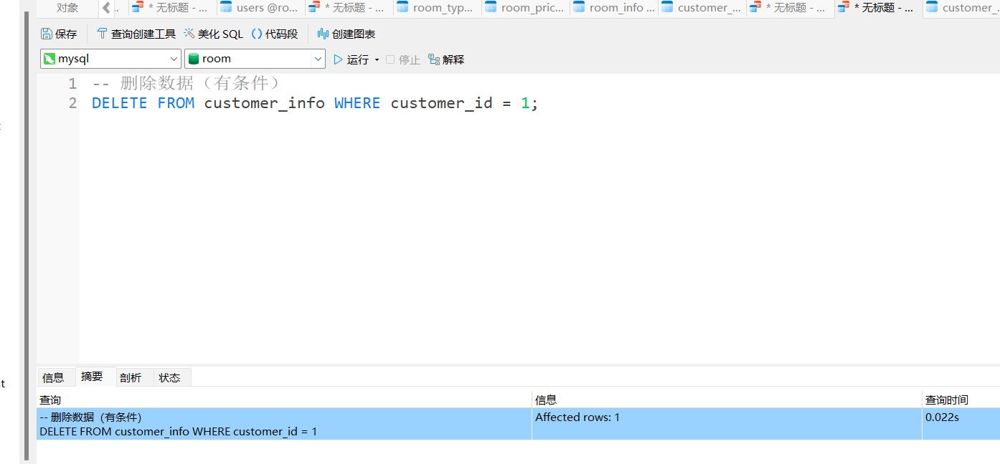 对象
* 无标题 - ...
users @ro...
* 无标题 - ...
room_typ...
room_pric...
room_info ...
customer_...
* 无标题 - ...
* 无标题 - ...
customer_...
保存 查询创建工具 美化 SQL () 代码段 创建图表
mysql room 运行 停止 解释
1 -- 删除数据（有条件）
2 DELETE FROM customer_info WHERE customer_id = 1;
信息 摘要 剖析 状态
查询 信息 查询时间
-- 删除数据（有条件） Affected rows: 1 0.022s
DELETE FROM customer_info WHERE customer_id = 1